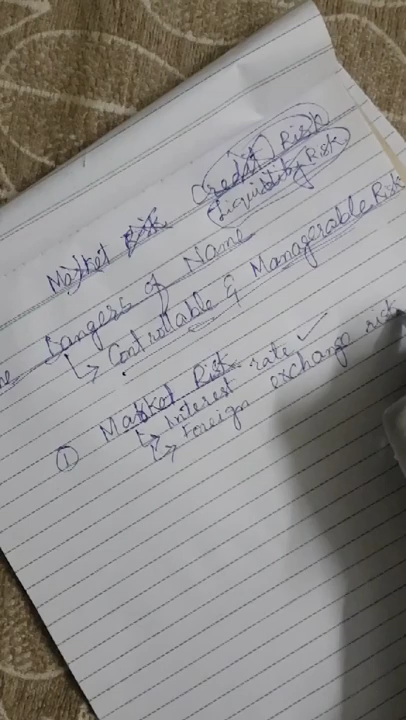 Credit Risk
Market Risk Liquidity Risk
Dangers of Name
↳ Controllable & Manageable Risk
① Market Risk
↳ Interest rate ✓
↳ Foreign exchange risk